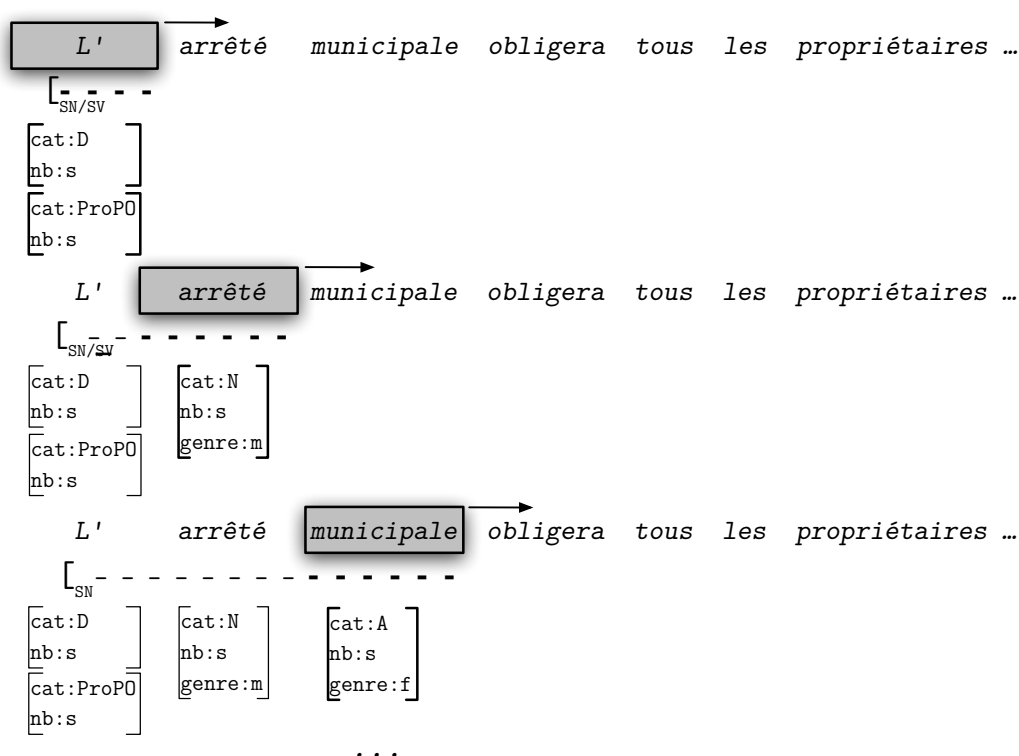 L' arrêté municipale obligera tous les propriétaires …
[SN/SV
cat:D
nb:s
cat:ProPO
nb:s
L' arrêté municipale obligera tous les propriétaires …
[SN/SV
cat:D cat:N
nb:s nb:s
cat:ProPO genre:m
nb:s
L' arrêté municipale obligera tous les propriétaires …
[SN
cat:D cat:N cat:A
nb:s nb:s nb:s
cat:ProPO genre:m genre:f
nb:s
...